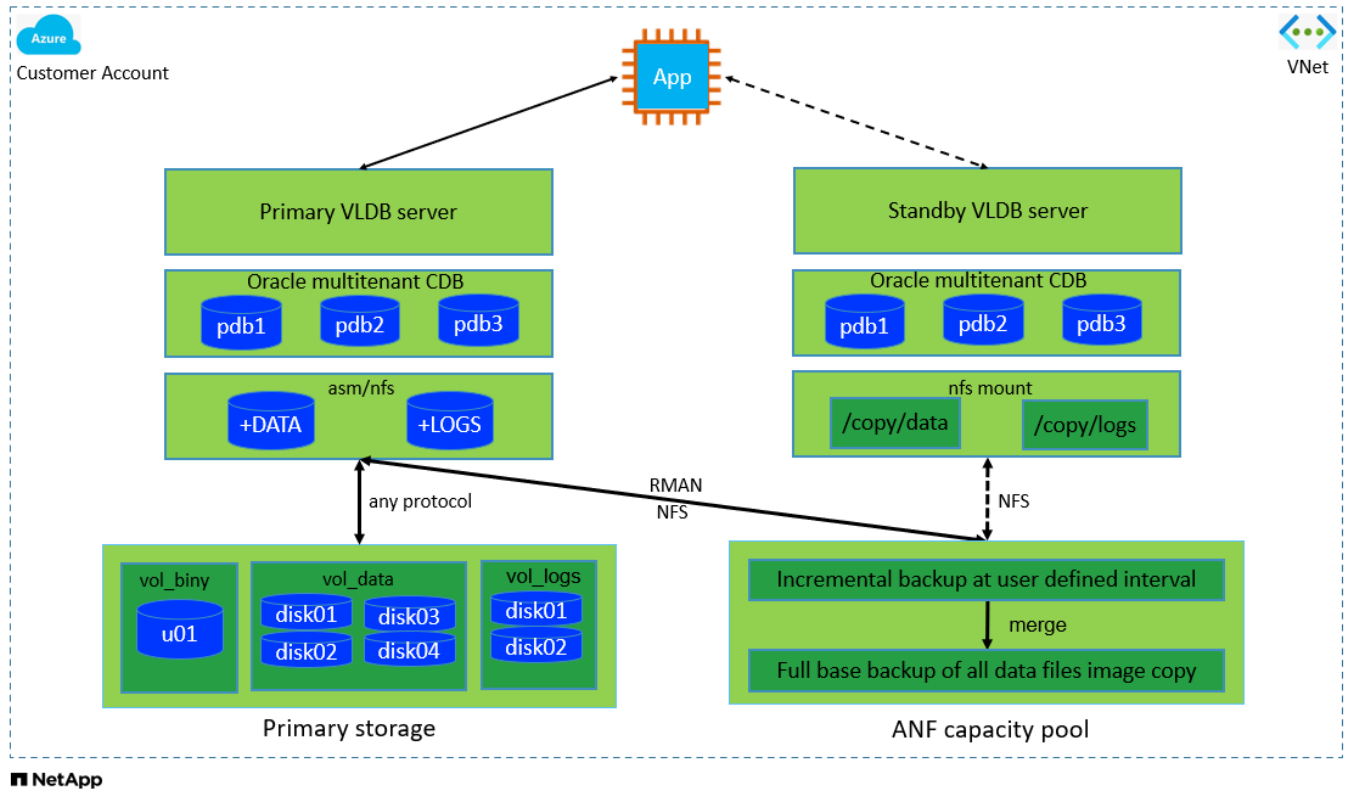 Azure
Customer Account
VNet
App
Primary VLDB server
Standby VLDB server
Oracle multitenant CDB
pdb1
pdb2
pdb3
Oracle multitenant CDB
pdb1
pdb2
pdb3
asm/nfs
+DATA
+LOGS
nfs mount
/copy/data
/copy/logs
any protocol
RMAN
NFS
NFS
vol_biny
u01
vol_data
disk01
disk03
disk02
disk04
vol_logs
disk01
disk02
Incremental backup at user defined interval
merge
Full base backup of all data files image copy
Primary storage
ANF capacity pool
NetApp